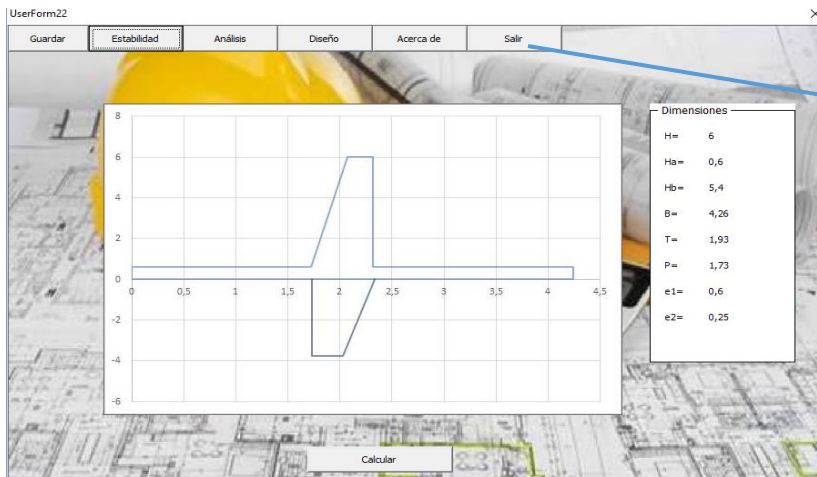 UserForm22
Guardar Estabilidad Análisis Diseño Acerca de Salir
8
6
4
2
0
-2
-4
-6
0 0,5 1 1,5 2 2,5 3 3,5 4 4,5
Dimensiones
H= 6
Ha= 0,6
Hb= 5,4
B= 4,26
T= 1,93
P= 1,73
e1= 0,6
e2= 0,25
Calcular